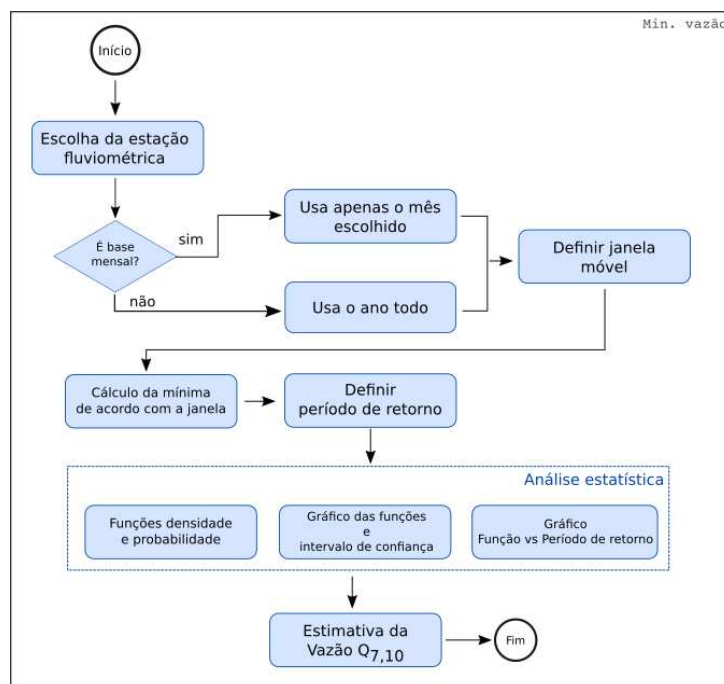 Min. vazão
Início
Escolha da estação
fluviométrica
É base
mensal?
sim
não
Usa apenas o mês
escolhido
Usa o ano todo
Definir janela
móvel
Cálculo da mínima
de acordo com a janela
Definir
período de retorno
Análise estatística
Funções densidade
e probabilidade
Gráfico das funções
e
intervalo de confiança
Gráfico
Função vs Período de retorno
Estimativa da
Vazão Q7,10
Fim